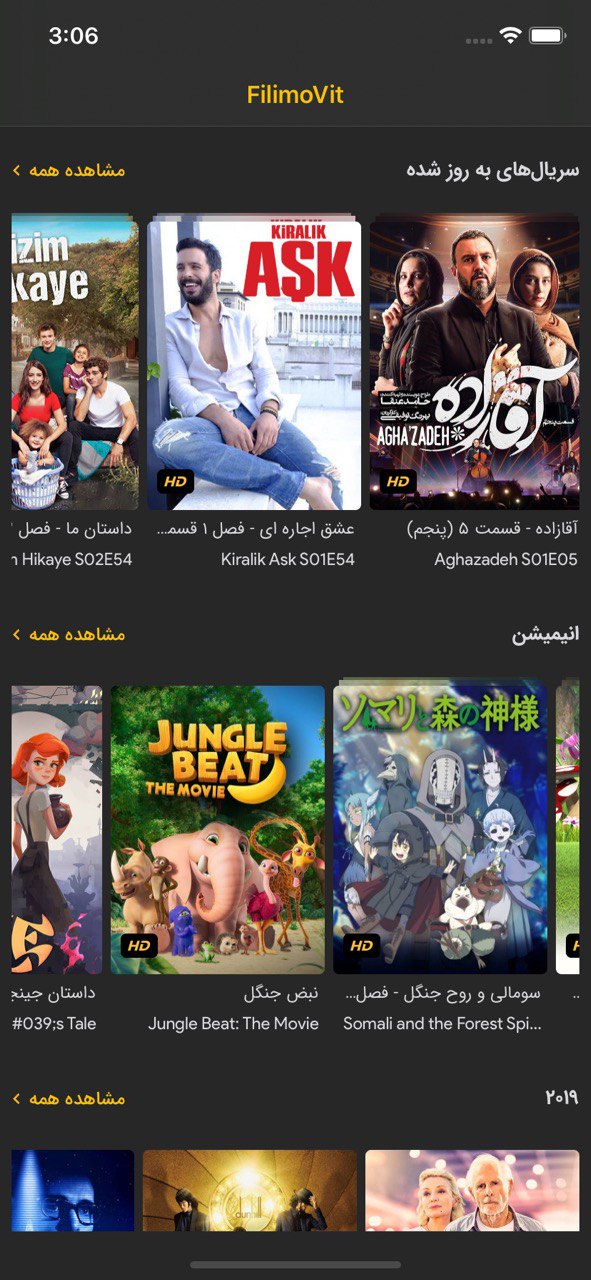 3:06
FilimoVit
سریال‌های به روز شده
مشاهده همه
آقازاده
AGHA'ZADEH
HD
KiRALIK
AŞK
HD
izim
kaye
آقازاده - قسمت ۵ (پنجم)
Aghazadeh S01E05
عشق اجاره ای - فصل ۱ قسمـ...
Kiralik Ask S01E54
داستان ما - فصل
n Hikaye S02E54
انیمیشن
مشاهده همه
ソマリと森の神様
HD
JUNGLE
BEAT
THE MOVIE
HD
سومالی و روح جنگل - فصل...
Somali and the Forest Spi...
نبض جنگل
Jungle Beat: The Movie
داستان جینجـ
#039;s Tale
۲۰۱۹
مشاهده همه
dunhill